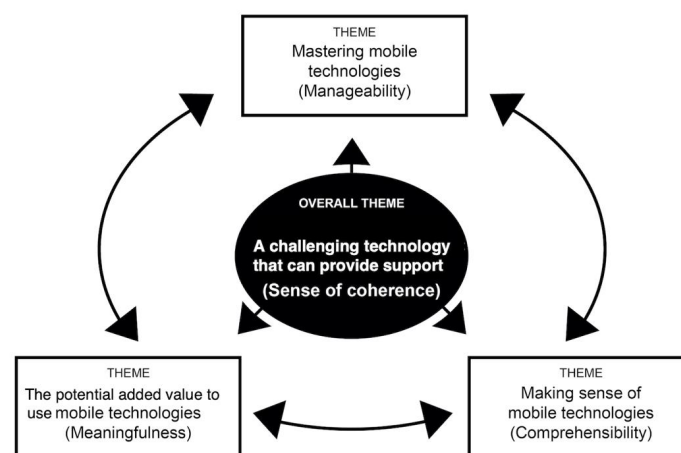 THEME
Mastering mobile
technologies
(Manageability)
OVERALL THEME
A challenging technology
that can provide support
(Sense of coherence)
THEME
The potential added value to
use mobile technologies
(Meaningfulness)
THEME
Making sense of
mobile technologies
(Comprehensibility)